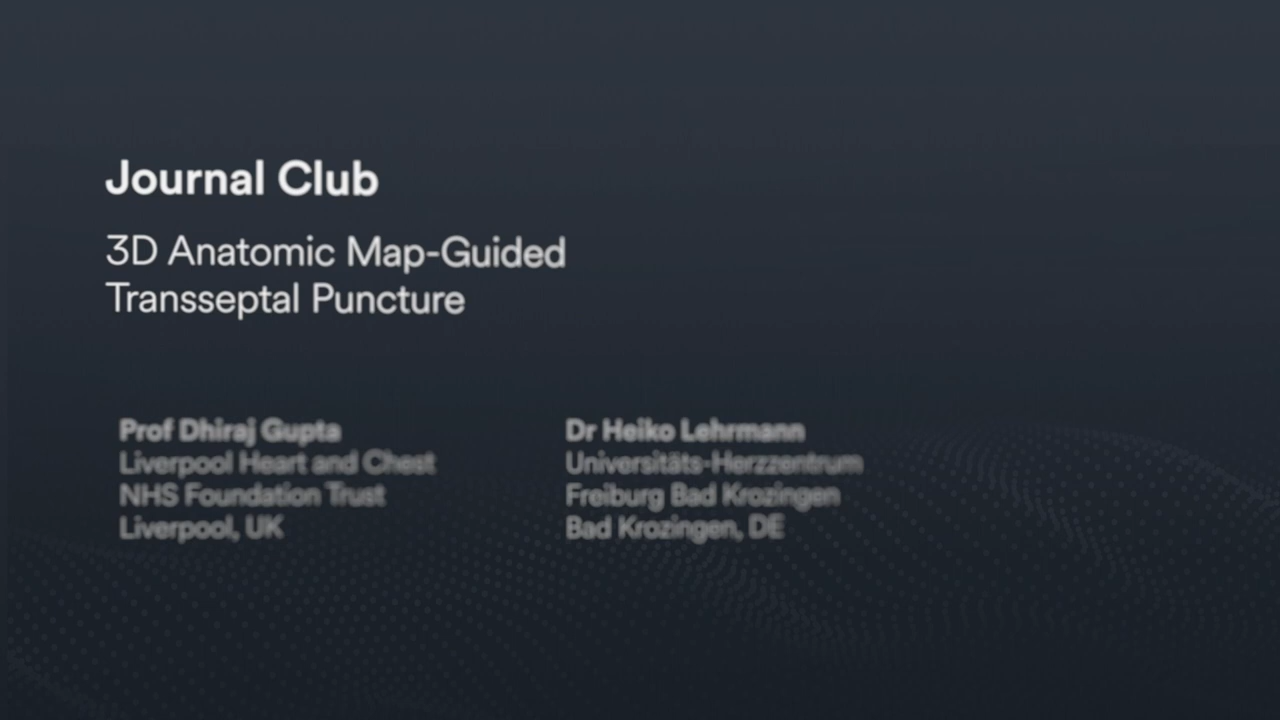 Journal Club
3D Anatomic Map-Guided
Transseptal Puncture
Prof Dhiraj Gupta
Liverpool Heart and Chest
NHS Foundation Trust
Liverpool, UK
Dr Heiko Lehrmann
Universitäts-Herzzentrum
Freiburg Bad Krozingen
Bad Krozingen, DE